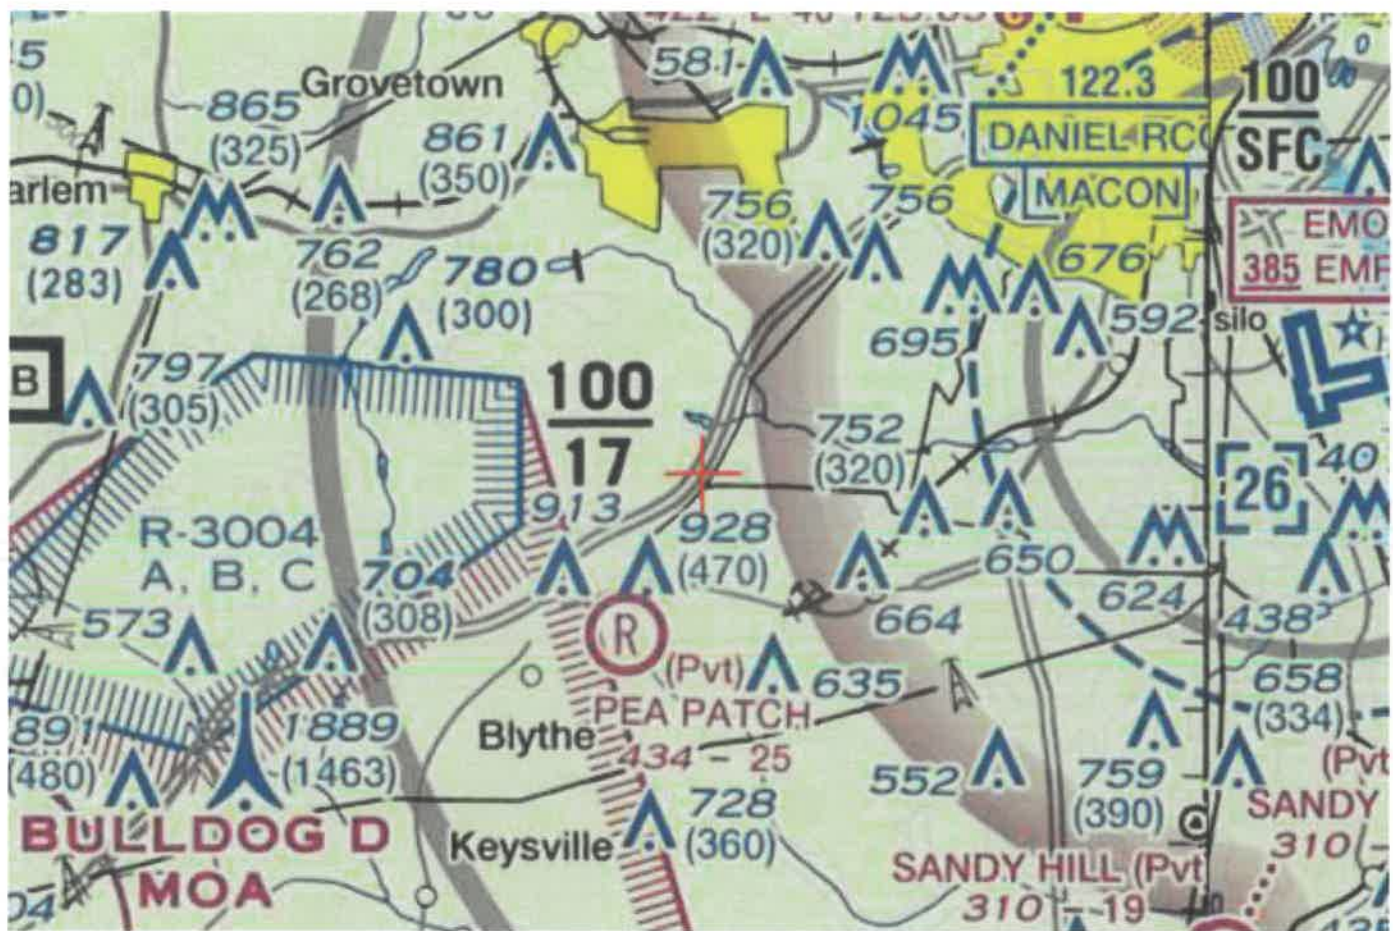 581
122.3
100
SFC
Grovetown
865
(325)
861
(350)
1045
DANIEL RC
MACON
arlem
817
(283)
762
(268)
780
(300)
756
(320)
756
676
EMO
385 EMP
695
592
silo
B
797
(305)
100
17
752
(320)
26
40
R-3004
A, B, C
913
928
(470)
704
(308)
573
650
624
438
664
R
(Pvt)
PEA PATCH
434 - 25
635
658
(334)
891
(480)
1889
(1463)
Blythe
552
759
(390)
(Pvt
SANDY
310 -
BULLDOG D
MOA
Keysville
728
(360)
SANDY HILL (Pvt
310 - 19
04